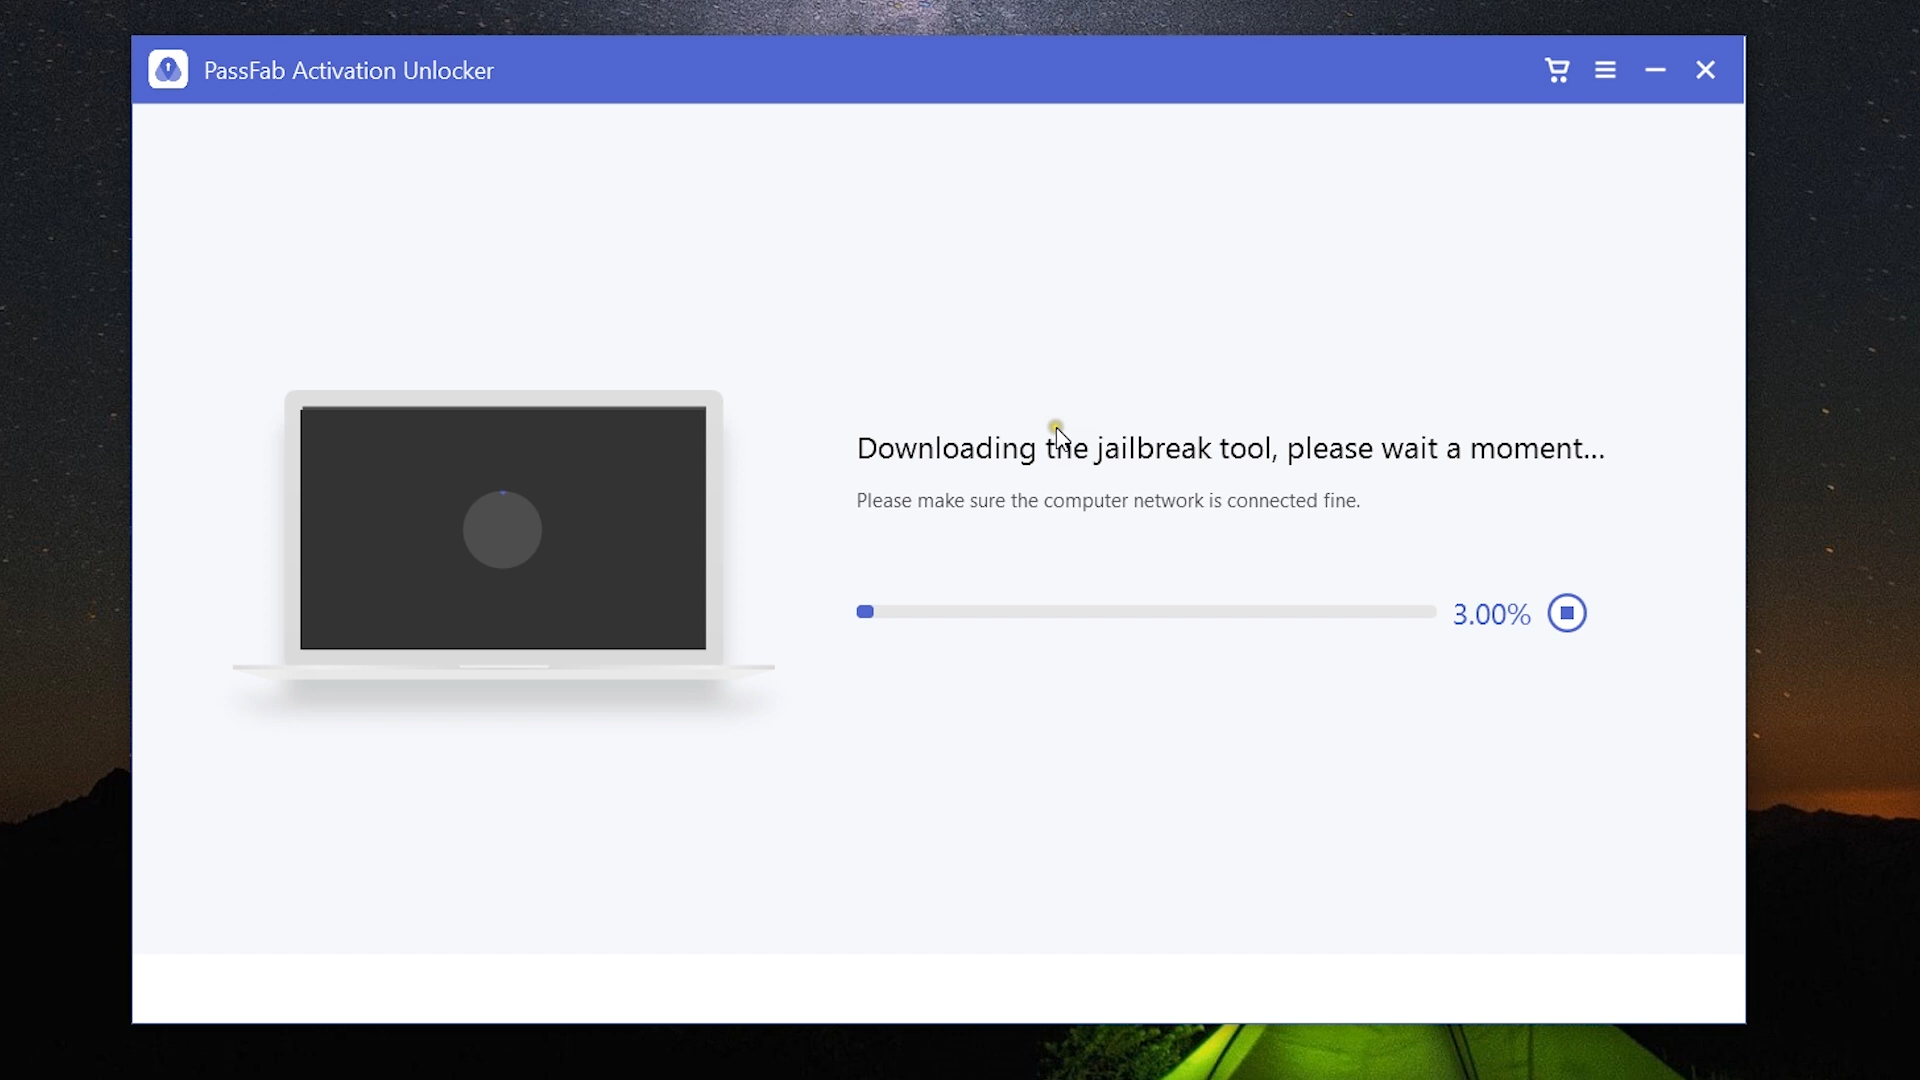 PassFab Activation Unlocker
Downloading the jailbreak tool, please wait a moment...
Please make sure the computer network is connected fine.
3.00%